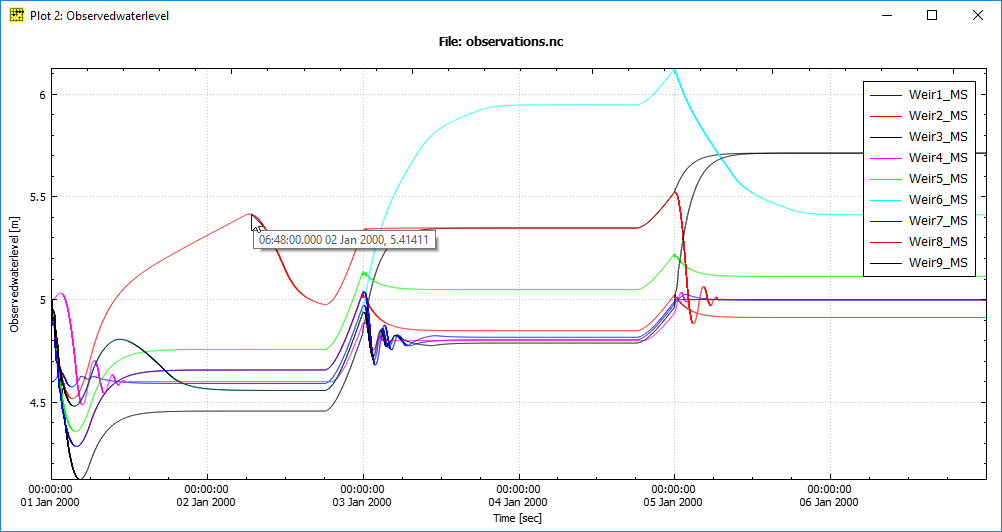 Plot 2: Observedwaterlevel
File: observations.nc
6
5.5
5
4.5
Observedwaterlevel [m]
Weir1_MS
Weir2_MS
Weir3_MS
Weir4_MS
Weir5_MS
Weir6_MS
Weir7_MS
Weir8_MS
Weir9_MS
06:48:00.000 02 Jan 2000, 5.41411
00:00:00 00:00:00 00:00:00 00:00:00 00:00:00 00:00:00
01 Jan 2000 02 Jan 2000 03 Jan 2000 04 Jan 2000 05 Jan 2000 06 Jan 2000
Time [sec]